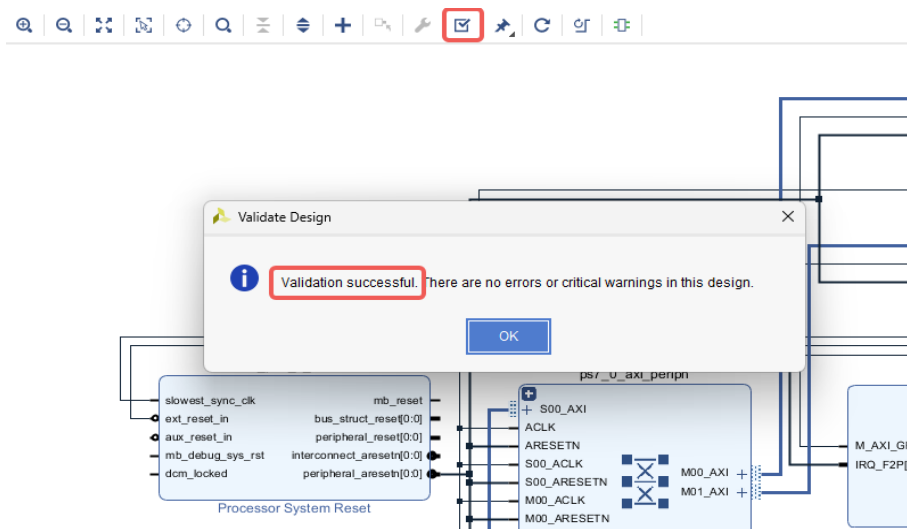 Validate Design
Validation successful. There are no errors or critical warnings in this design.
OK
slowest_sync_clk
ext_reset_in
aux_reset_in
mb_debug_sys_rst
dcm_locked
mb_reset
bus_struct_reset[0:0]
peripheral_reset[0:0]
interconnect_aresetn[0:0]
peripheral_aresetn[0:0]
Processor System Reset
ps7_0_axi_periph
S00_AXI
ACLK
ARESETN
S00_ACLK
S00_ARESETN
M00_ACLK
M00_ARESETN
M00_AXI
M01_AXI